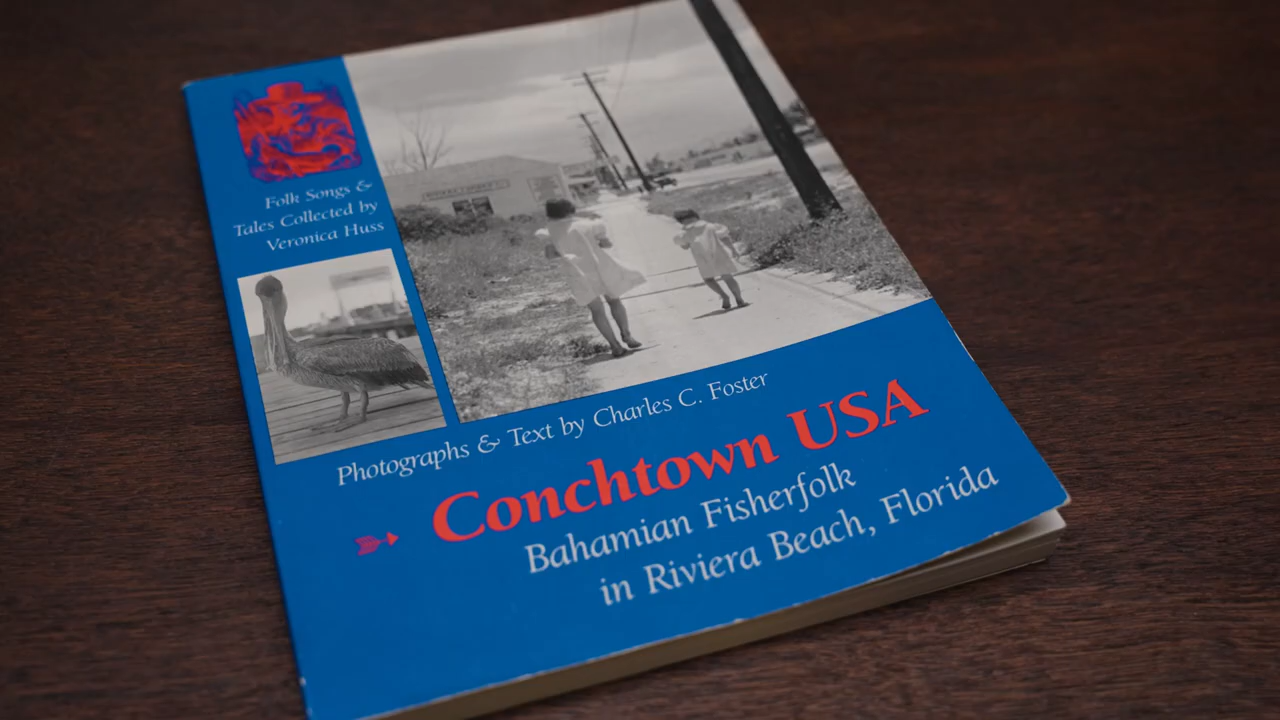 Folk Songs &
Tales Collected by
Veronica Huss
Photographs & Text by Charles C. Foster
Conchtown USA
Bahamian Fisherfolk
in Riviera Beach, Florida